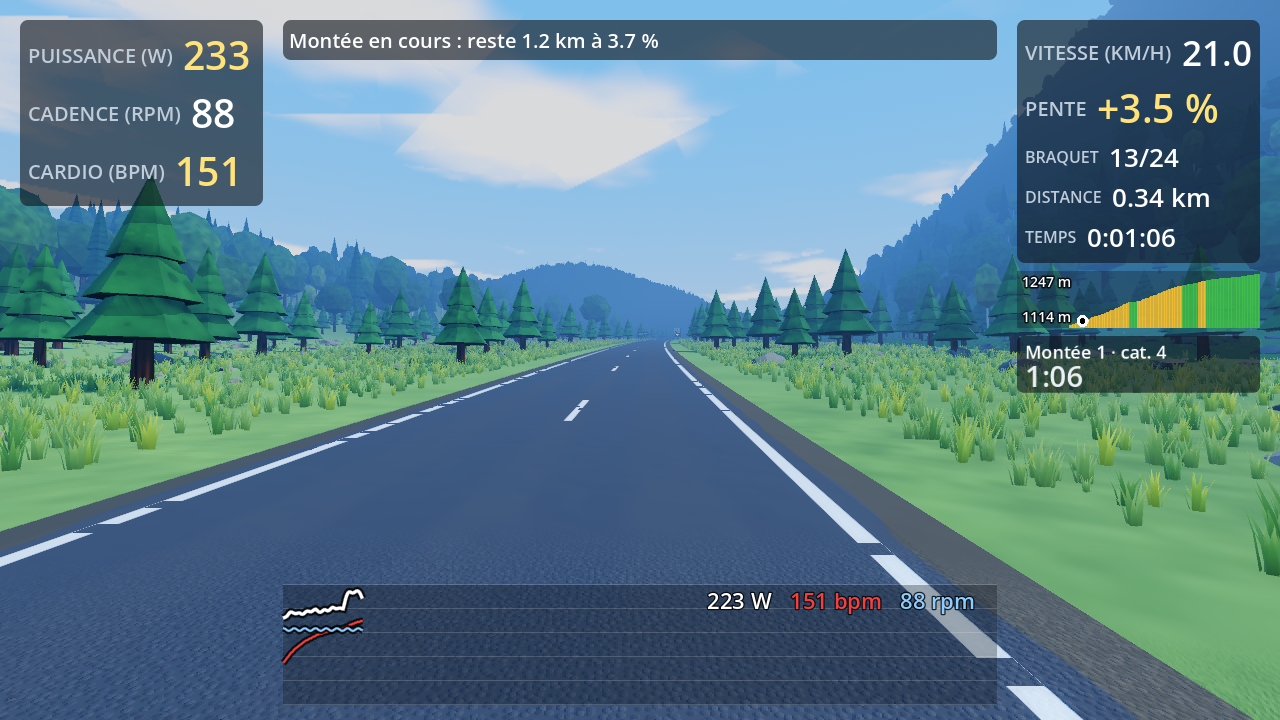 PUISSANCE (W) 233
CADENCE (RPM) 88
CARDIO (BPM) 151
Montée en cours : reste 1.2 km à 3.7 %
VITESSE (KM/H) 21.0
PENTE +3.5 %
BRAQUET 13/24
DISTANCE 0.34 km
TEMPS 0:01:06
1247 m
1114 m
Montée 1 · cat. 4
1:06
223 W 151 bpm 88 rpm